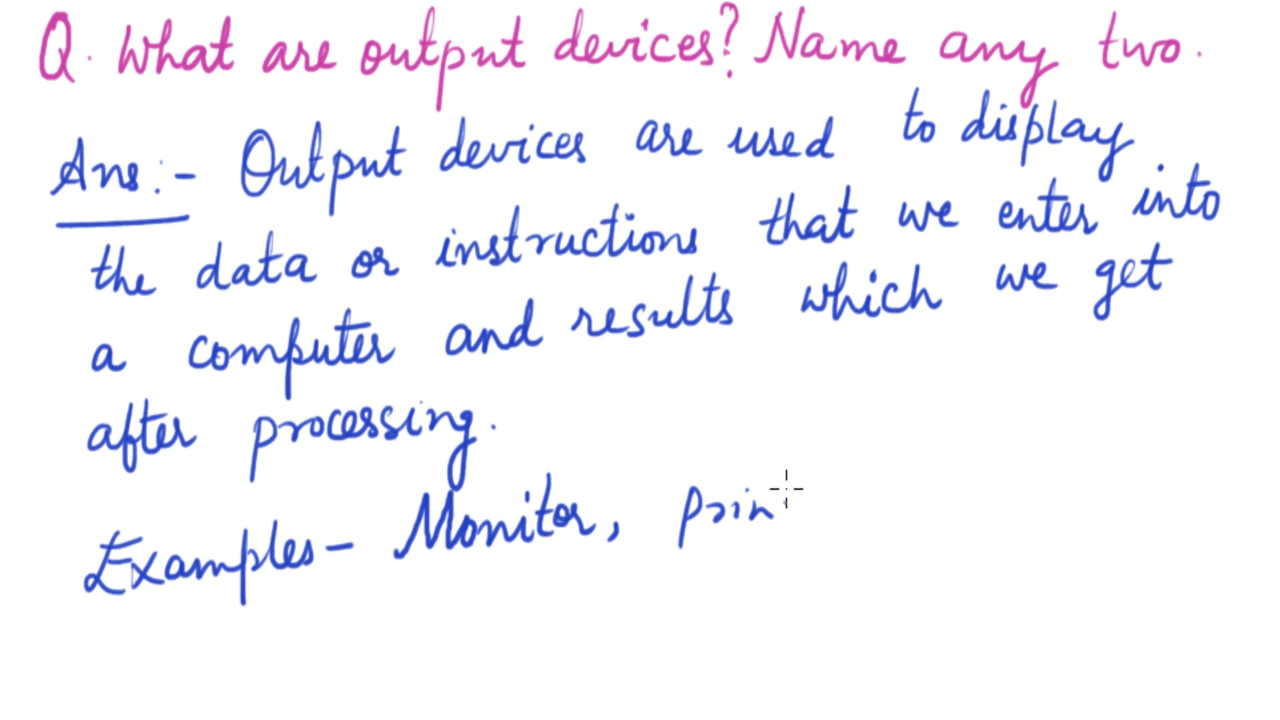 Q. What are output devices? Name any two.
Ans:- Output devices are used to display
the data or instructions that we enter into
a computer and results which we get
after processing.
Examples- Monitor, prin